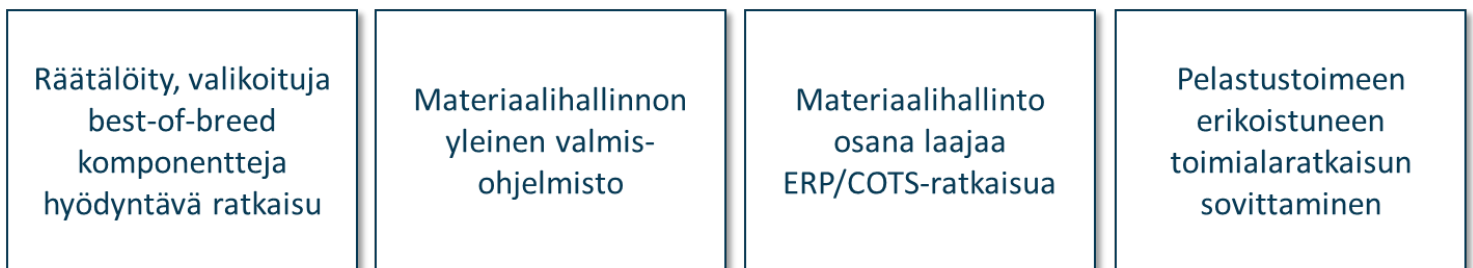 Räätälöity, valikoituja
best-of-breed
komponentteja
hyödyntävä ratkaisu
Materiaalihallinnon
yleinen valmis-
ohjelmisto
Materiaalihallinto
osana laajaa
ERP/COTS-ratkaisua
Pelastustoimeen
erikoistuneen
toimialaratkaisun
sovittaminen